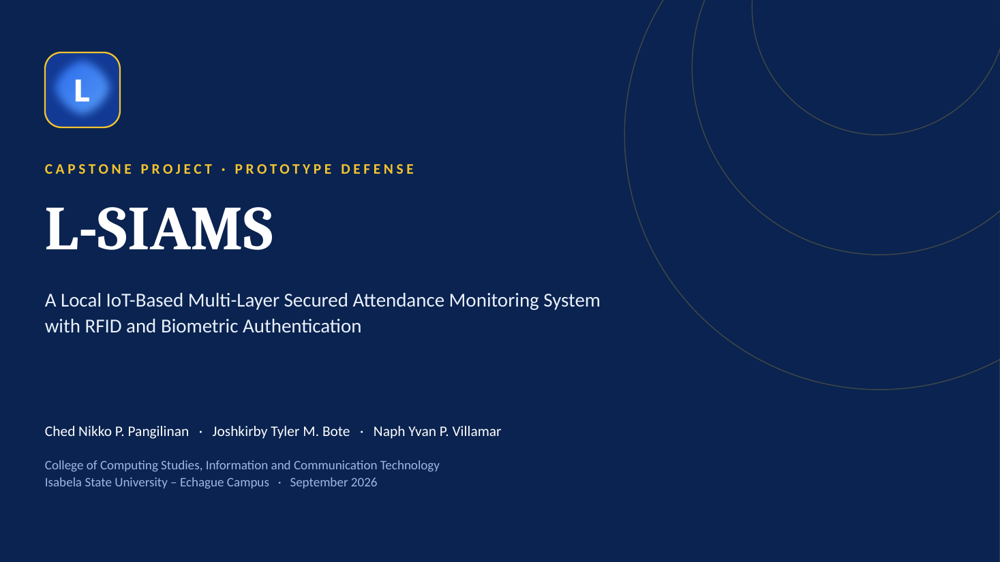 L
CAPSTONE PROJECT · PROTOTYPE DEFENSE
L-SIAMS
A Local IoT-Based Multi-Layer Secured Attendance Monitoring System
with RFID and Biometric Authentication
Ched Nikko P. Pangilinan · Joshkirby Tyler M. Bote · Naph Yvan P. Villamar
College of Computing Studies, Information and Communication Technology
Isabela State University – Echague Campus · September 2026